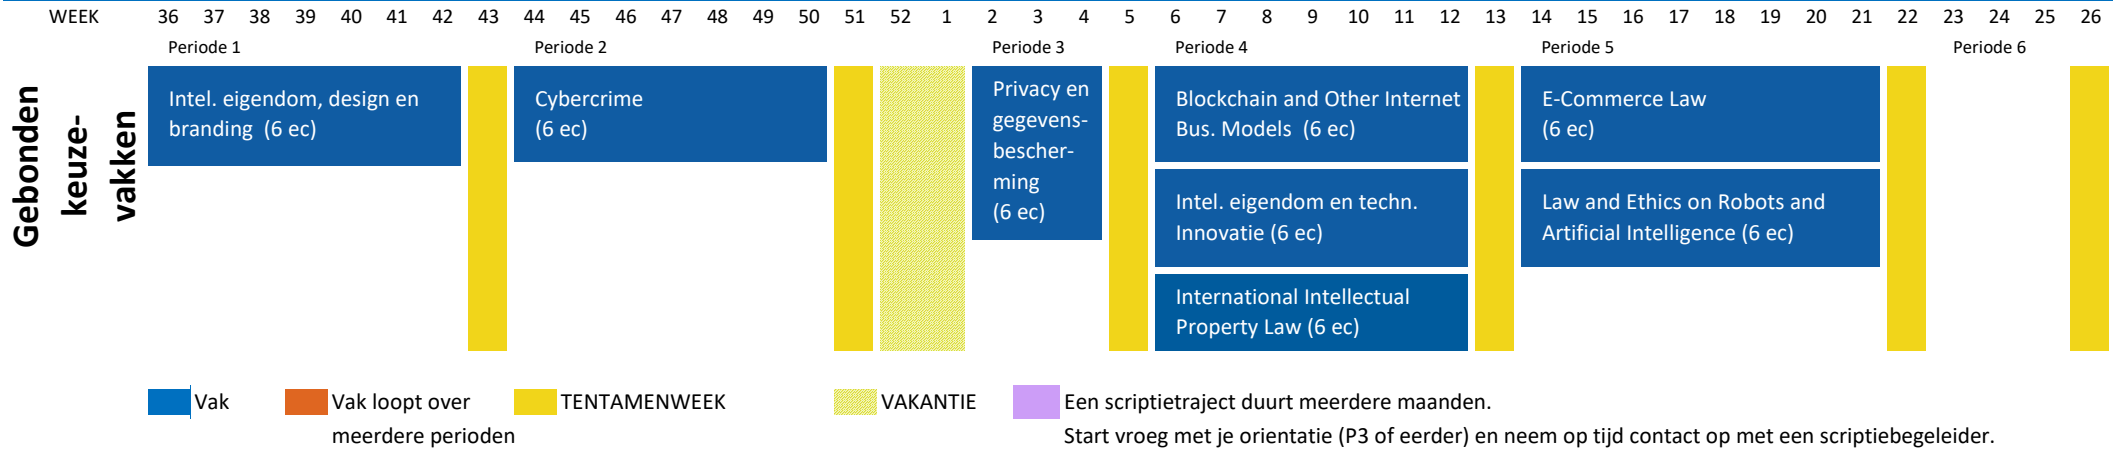 WEEK 36 37 38 39 40 41 42 43 44 45 46 47 48 49 50 51 52 1 2 3 4 5 6 7 8 9 10 11 12 13 14 15 16 17 18 19 20 21 22 23 24 25 26
Periode 1 Periode 2 Periode 3 Periode 4 Periode 5 Periode 6
Gebonden
keuze-
vakken
Intel. eigendom, design en
branding (6 ec)
Cybercrime
(6 ec)
Privacy en
gegevens-
bescher-
ming
(6 ec)
Blockchain and Other Internet
Bus. Models (6 ec)
Intel. eigendom en techn.
Innovatie (6 ec)
International Intellectual
Property Law (6 ec)
E-Commerce Law
(6 ec)
Law and Ethics on Robots and
Artificial Intelligence (6 ec)
Vak
Vak loopt over
meerdere perioden
TENTAMENWEEK
VAKANTIE
Een scriptietraject duurt meerdere maanden.
Start vroeg met je orientatie (P3 of eerder) en neem op tijd contact op met een scriptiebegeleider.